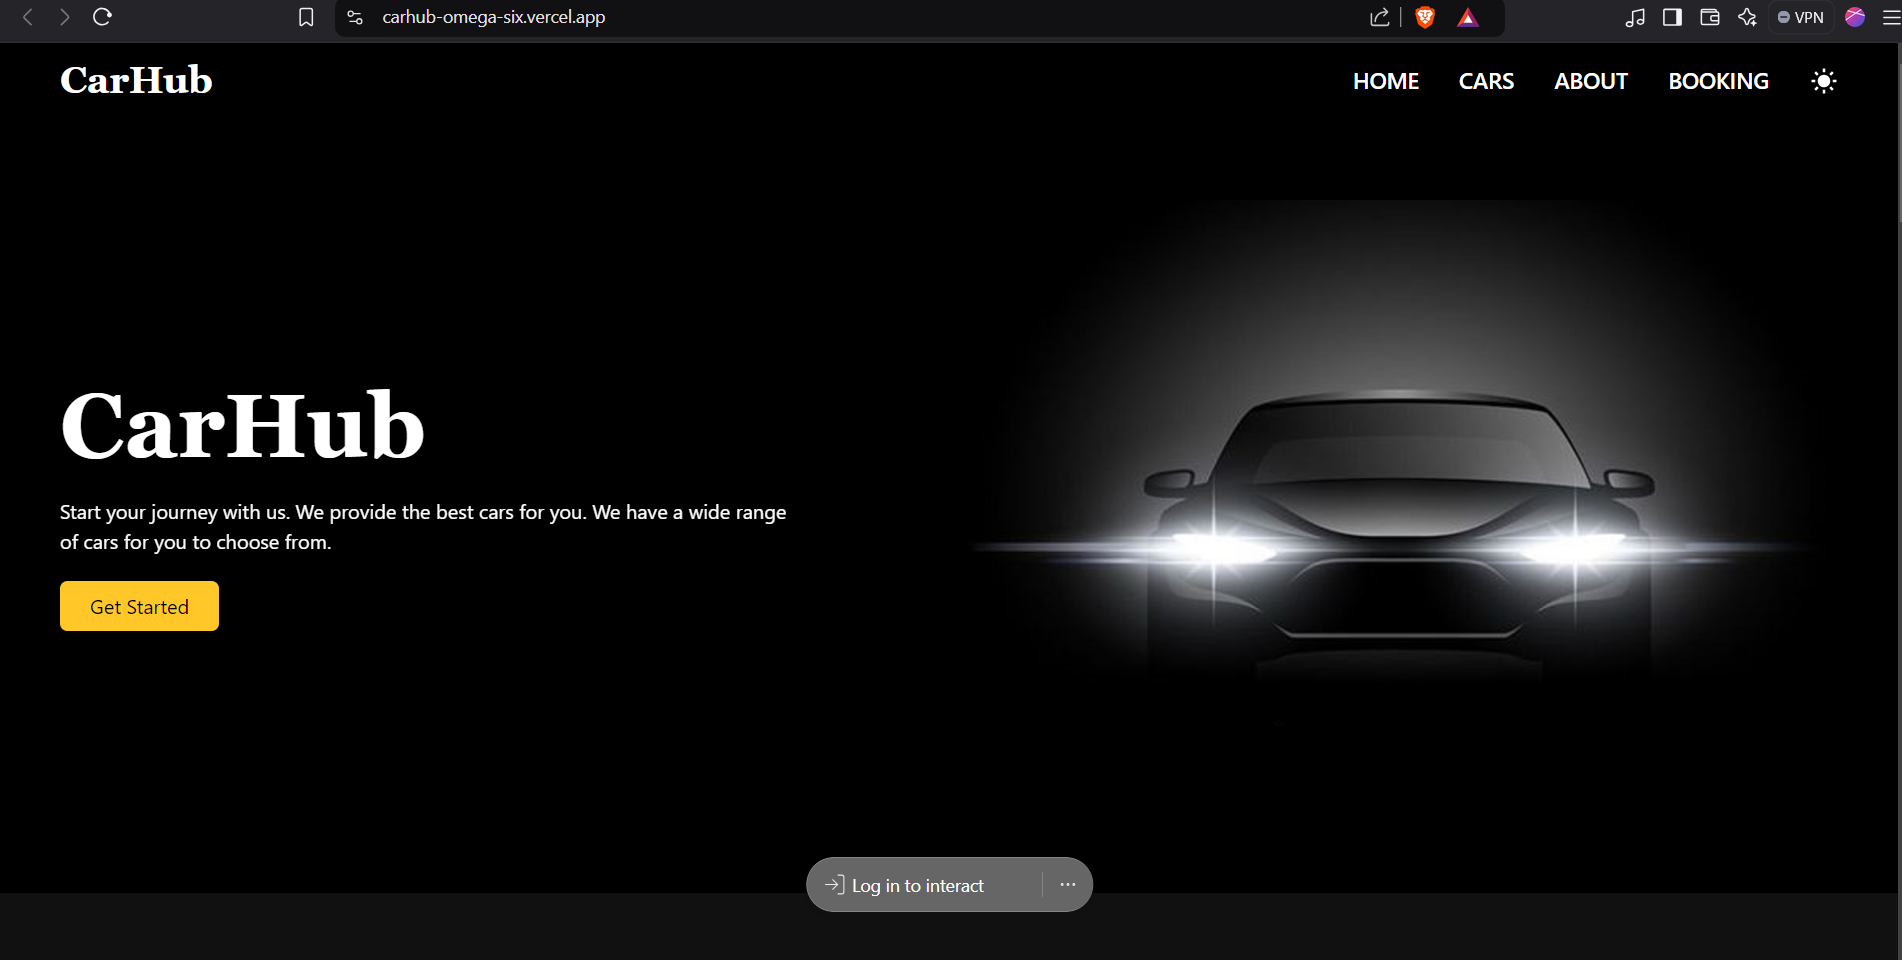 carhub-omega-six.vercel.app
VPN
CarHub
HOME CARS ABOUT BOOKING
CarHub
Start your journey with us. We provide the best cars for you. We have a wide range
of cars for you to choose from.
Get Started
Log in to interact